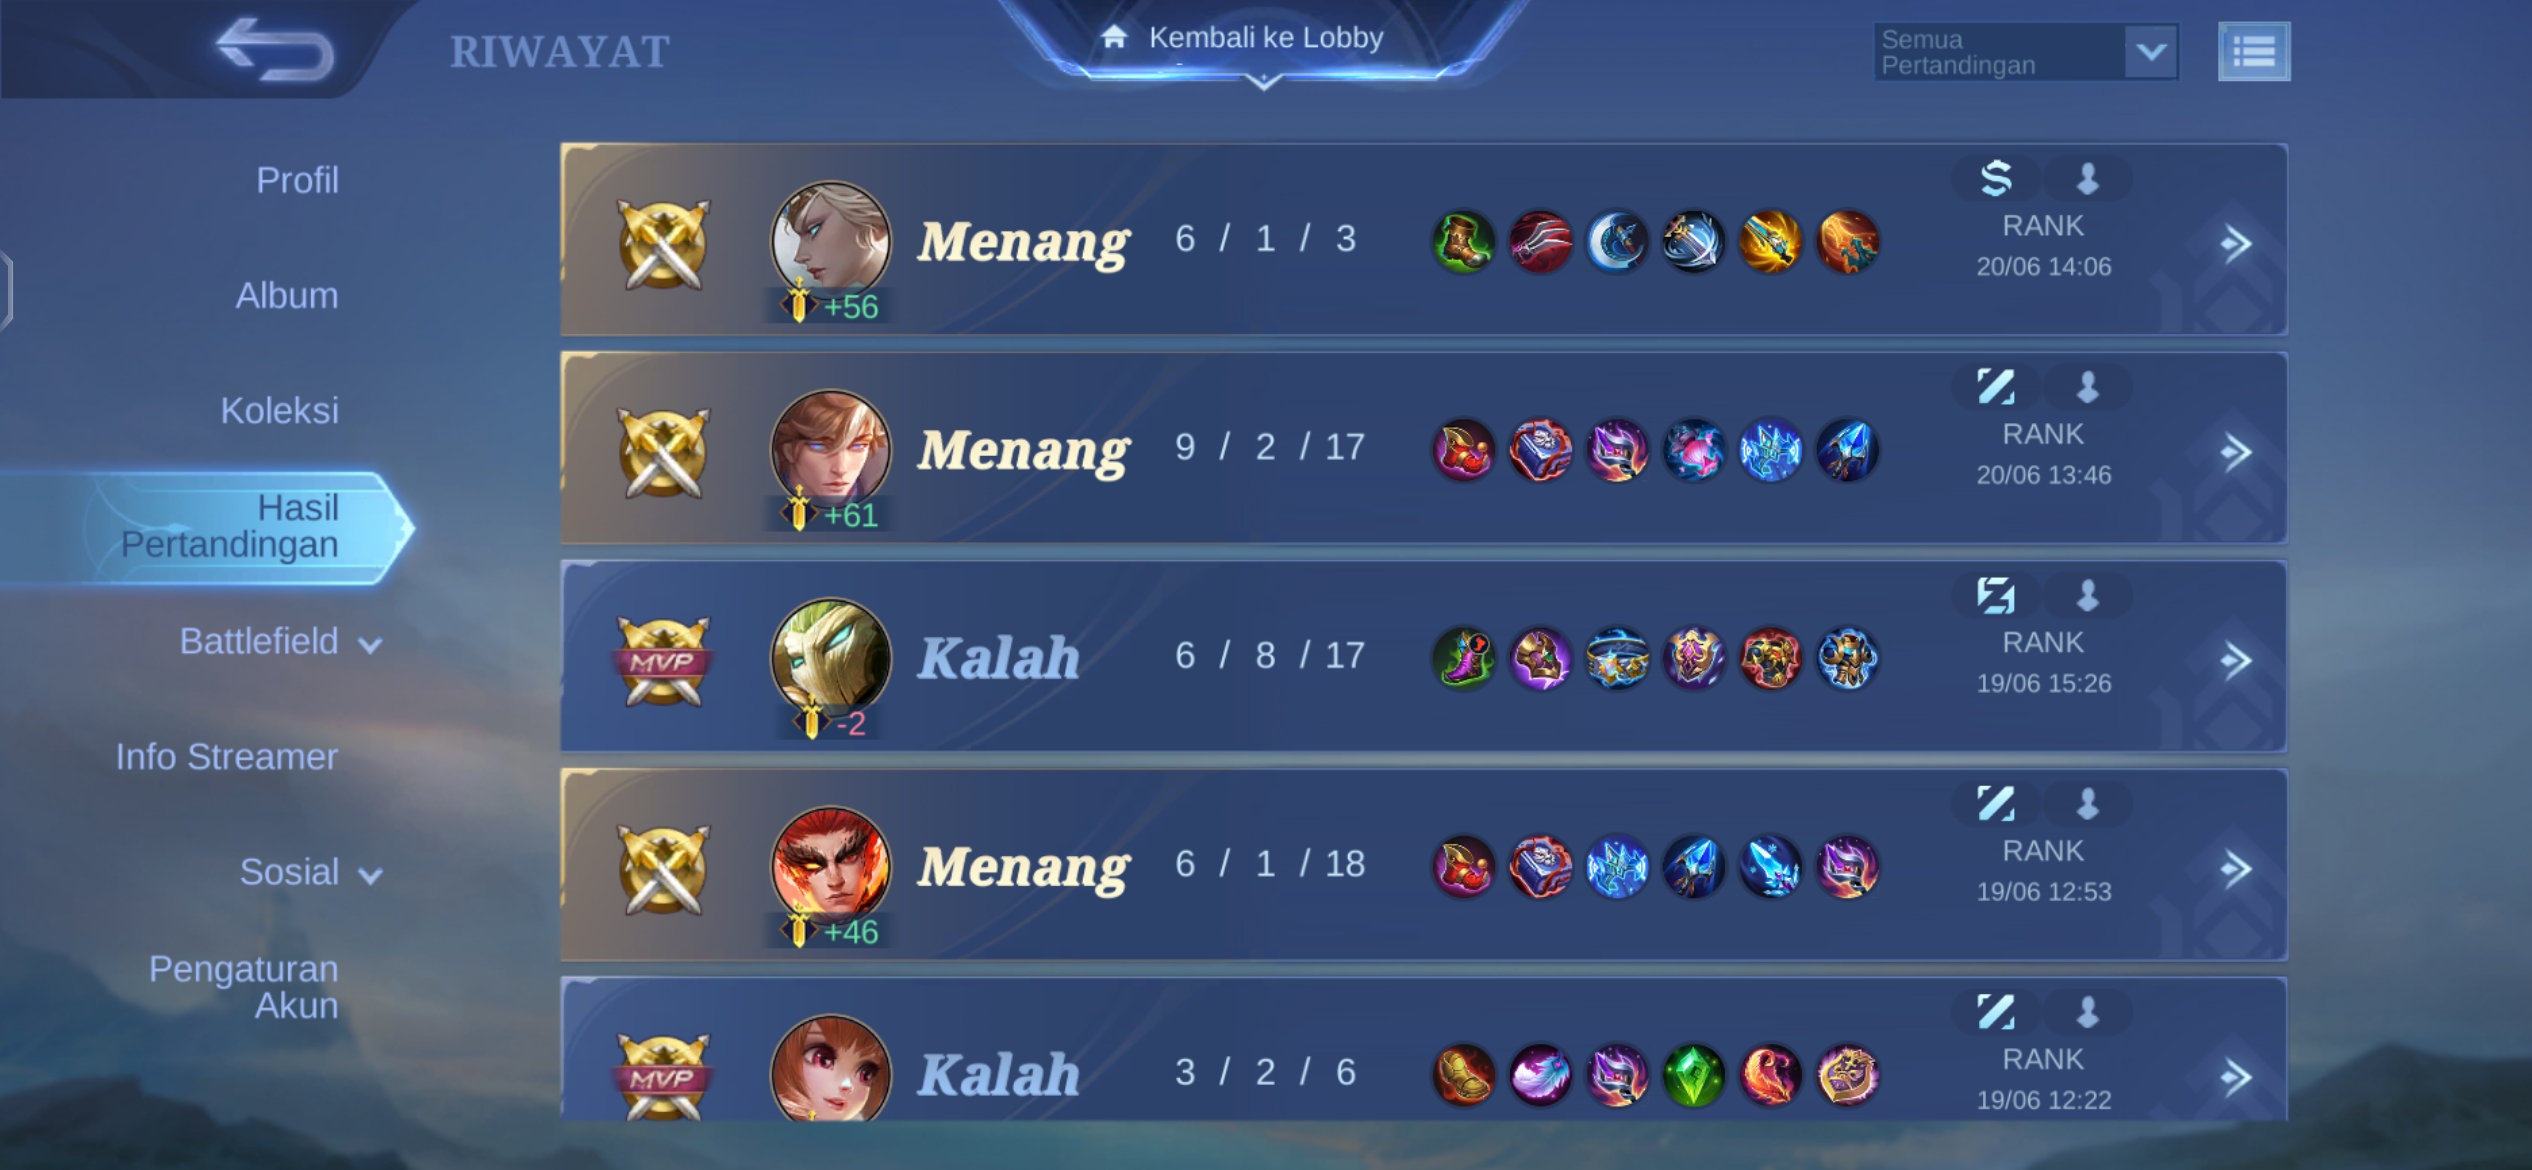 RIWAYAT
Kembali ke Lobby
Semua
Pertandingan
Profil
Album
Koleksi
Hasil
Pertandingan
Battlefield
Info Streamer
Sosial
Pengaturan
Akun
Menang 6 / 1 / 3
+56
RANK
20/06 14:06
Menang 9 / 2 / 17
+61
RANK
20/06 13:46
MVP
Kalah 6 / 8 / 17
-2
RANK
19/06 15:26
Menang 6 / 1 / 18
+46
RANK
19/06 12:53
MVP
Kalah 3 / 2 / 6
RANK
19/06 12:22